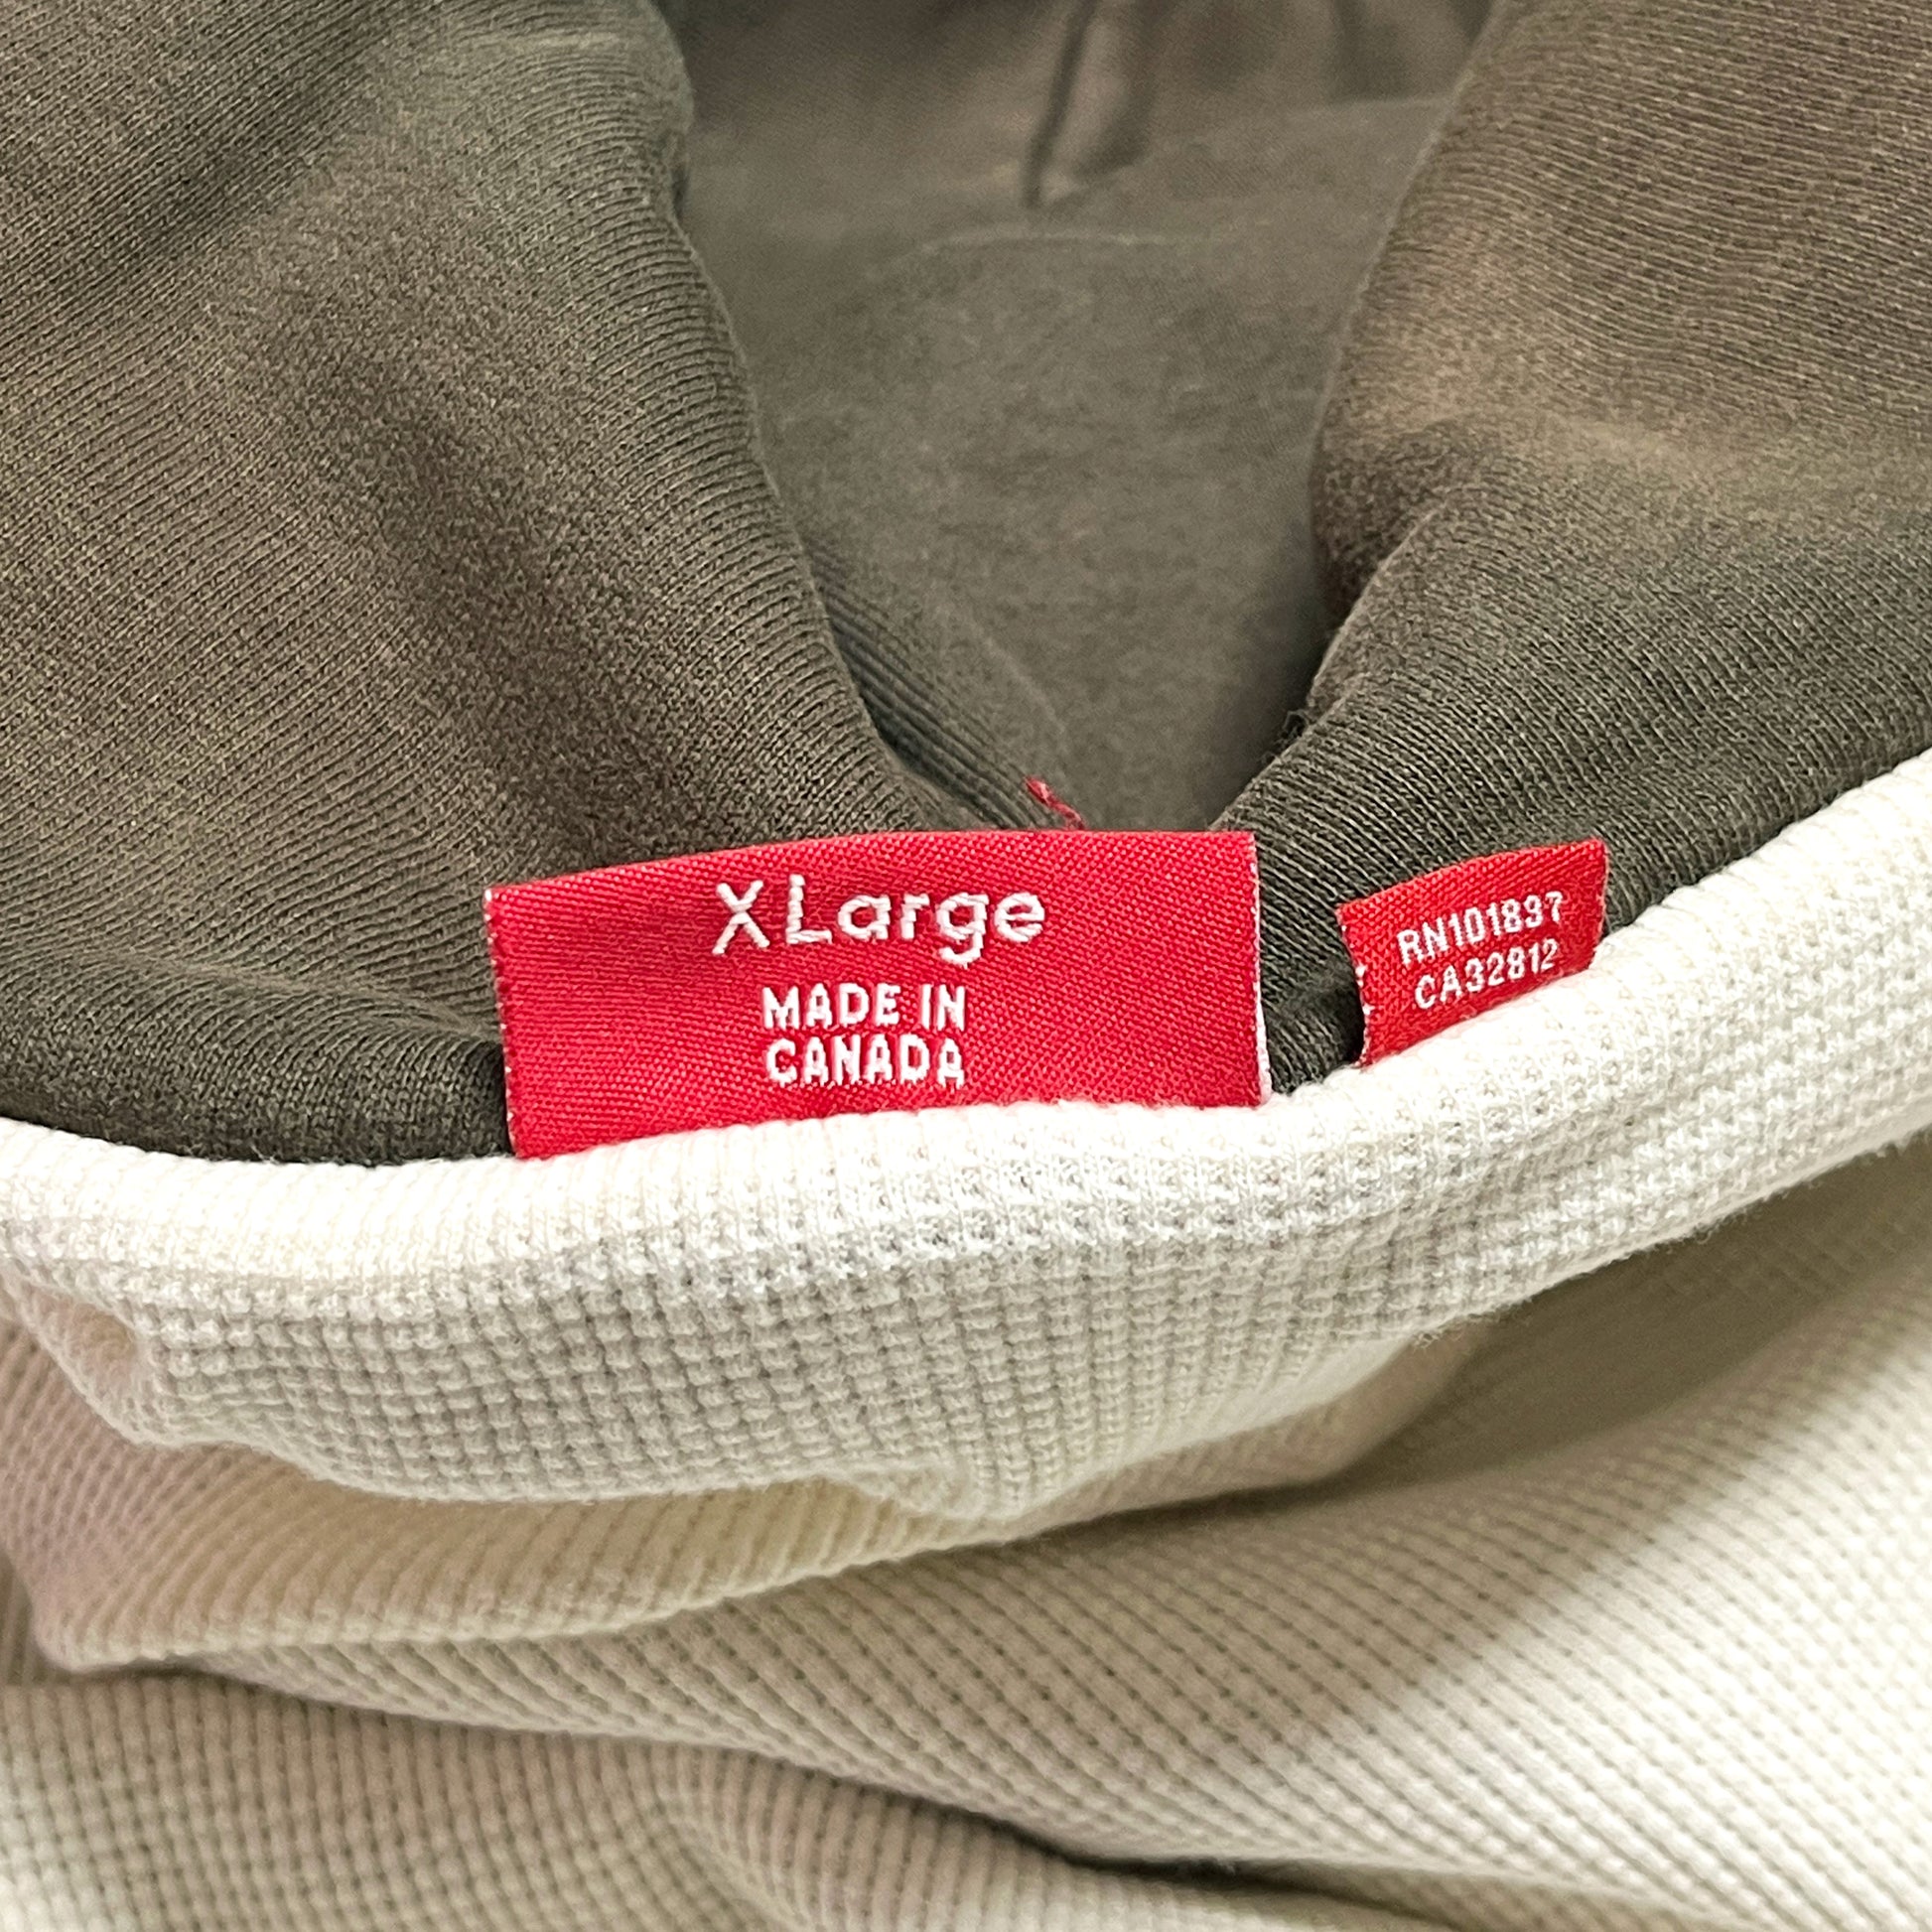 XLarge
MADE IN
CANADA
RN101837
CA32812